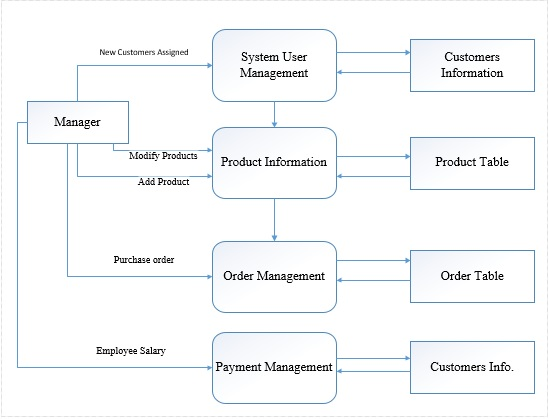 New Customers Assigned
System User
Management
Customers
Information
Manager
Modify Products
Add Product
Product Information
Product Table
Purchase order
Order Management
Order Table
Employee Salary
Payment Management
Customers Info.